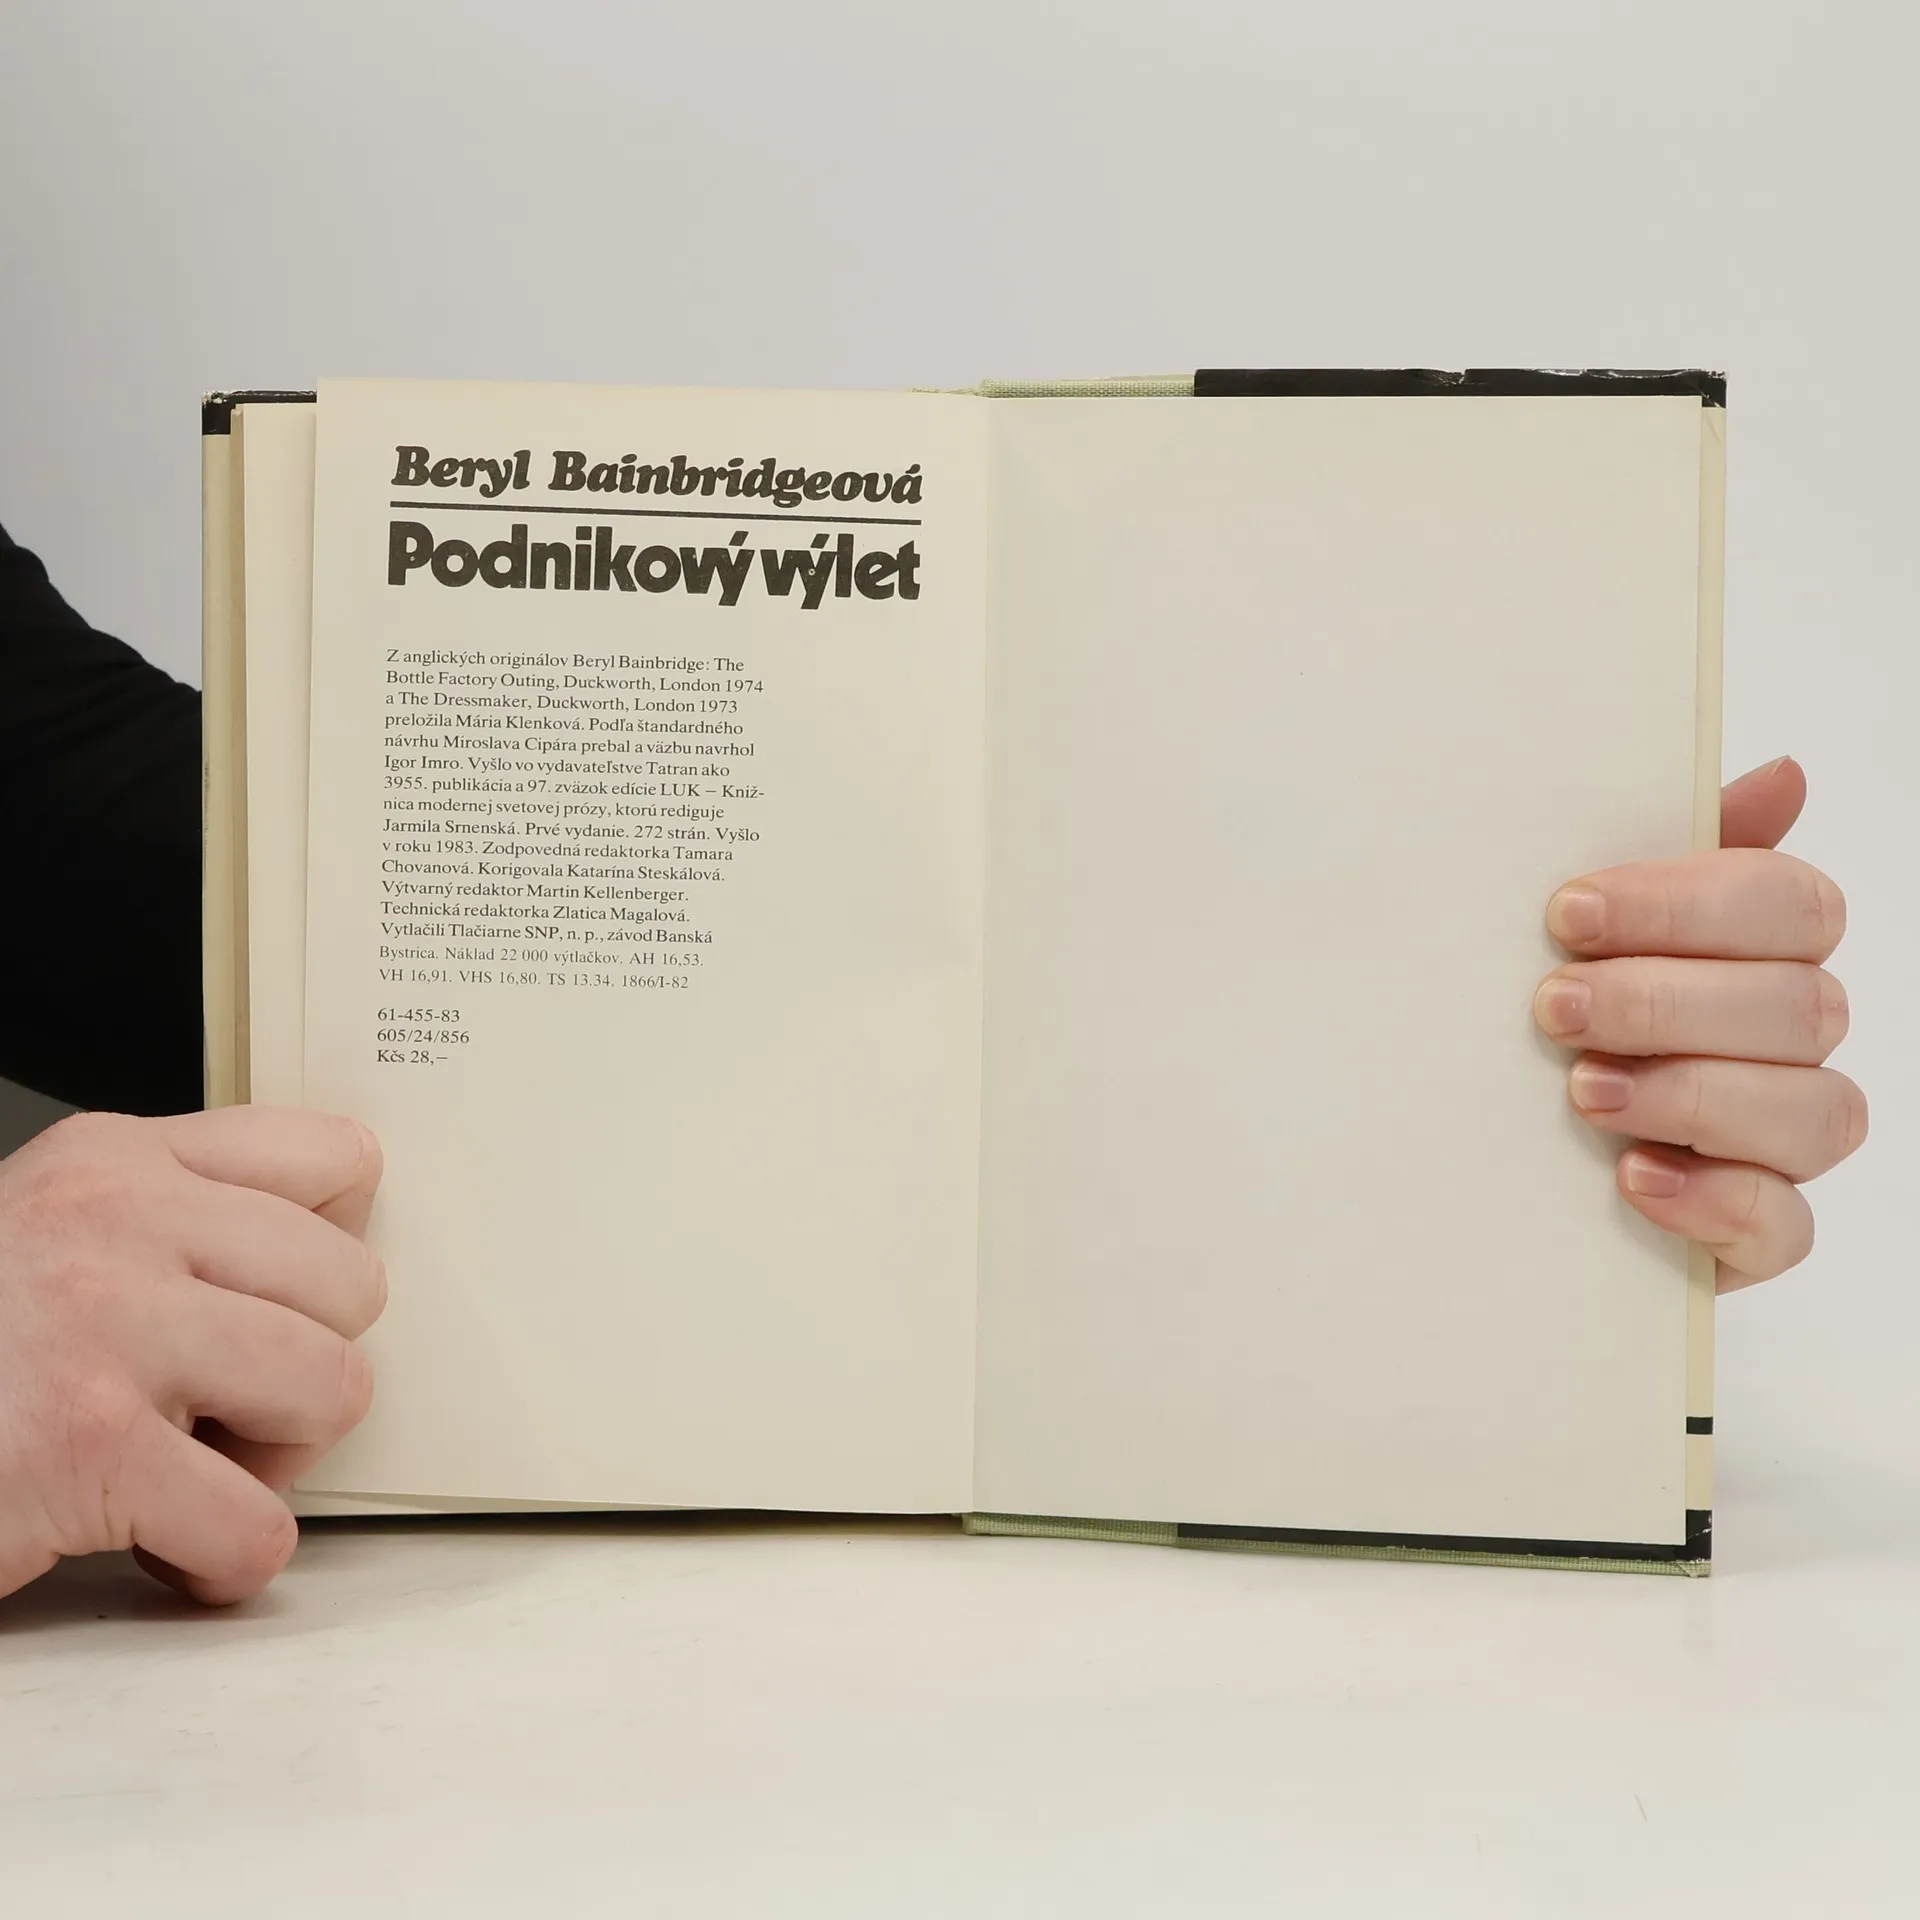 Beryl Bainbridgeová
Podnikový výlet
Z anglických originálov Beryl Bainbridge: The
Bottle Factory Outing, Duckworth, London 1974
a The Dressmaker, Duckworth, London 1973
preložila Mária Klenková. Podľa štandardného
návrhu Miroslava Cipára prebal a väzbu navrhol
Igor Imro. Vyšlo vo vydavateľstve Tatran ako
3955. publikácia a 97. zväzok edície LUK – Kniž-
nica modernej svetovej prózy, ktorú rediguje
Jarmila Srnenská. Prvé vydanie. 272 strán. Vyšlo
v roku 1983. Zodpovedná redaktorka Tamara
Chovanová. Korigovala Katarína Steskálová.
Výtvarný redaktor Martin Kellenberger.
Technická redaktorka Zlatica Magalová.
Vytlačili Tlačiarne SNP, n. p., závod Banská
Bystrica. Náklad 22 000 výtlačkov. AH 16,53.
VH 16,91. VHS 16,80. TS 13.34. 1866/I-82
61-455-83
605/24/856
Kčs 28,–